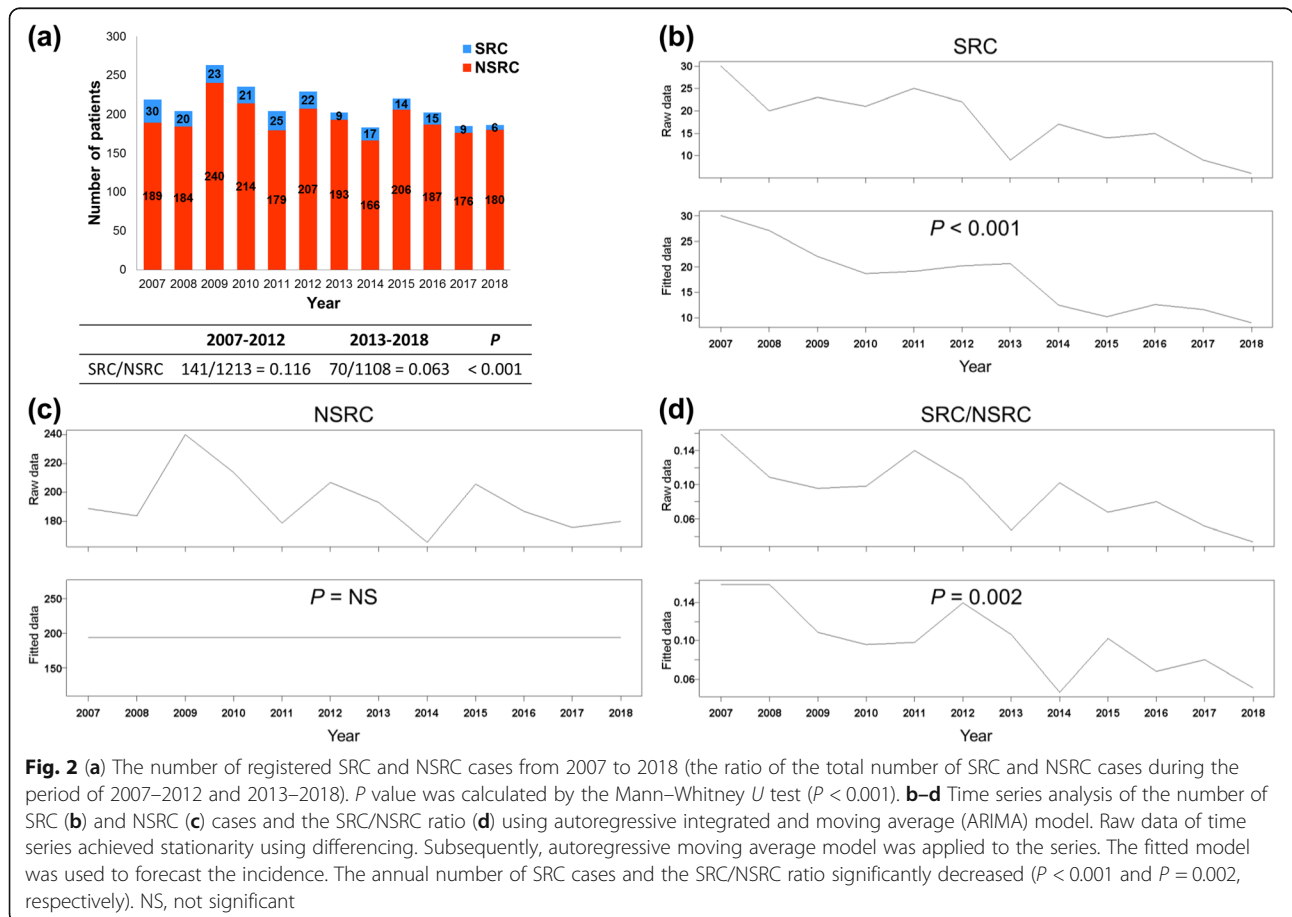 (a)
SRC
NSRC
Number of patients
300
250
200
150
100
50
0
30 20 23 21 25 22 9 17 14 15 9 6
189 184 240 214 179 207 193 166 206 187 176 180
2007 2008 2009 2010 2011 2012 2013 2014 2015 2016 2017 2018
Year
2007-2012 2013-2018 P
SRC/NSRC 141/1213 = 0.116 70/1108 = 0.063 < 0.001
(b)
SRC
Raw data
30
25
20
15
10
Fitted data
30
25
20
15
10
P < 0.001
2007 2008 2009 2010 2011 2012 2013 2014 2015 2016 2017 2018
Year
(c)
NSRC
Raw data
240
220
200
180
Fitted data
250
200
150
P = NS
2007 2008 2009 2010 2011 2012 2013 2014 2015 2016 2017 2018
Year
(d)
SRC/NSRC
Raw data
0.14
0.10
0.06
Fitted data
0.14
0.10
0.06
P = 0.002
2007 2008 2009 2010 2011 2012 2013 2014 2015 2016 2017 2018
Year
Fig. 2 (a) The number of registered SRC and NSRC cases from 2007 to 2018 (the ratio of the total number of SRC and NSRC cases during the
period of 2007–2012 and 2013–2018). P value was calculated by the Mann–Whitney U test (P < 0.001). b–d Time series analysis of the number of
SRC (b) and NSRC (c) cases and the SRC/NSRC ratio (d) using autoregressive integrated and moving average (ARIMA) model. Raw data of time
series achieved stationarity using differencing. Subsequently, autoregressive moving average model was applied to the series. The fitted model
was used to forecast the incidence. The annual number of SRC cases and the SRC/NSRC ratio significantly decreased (P < 0.001 and P = 0.002,
respectively). NS, not significant